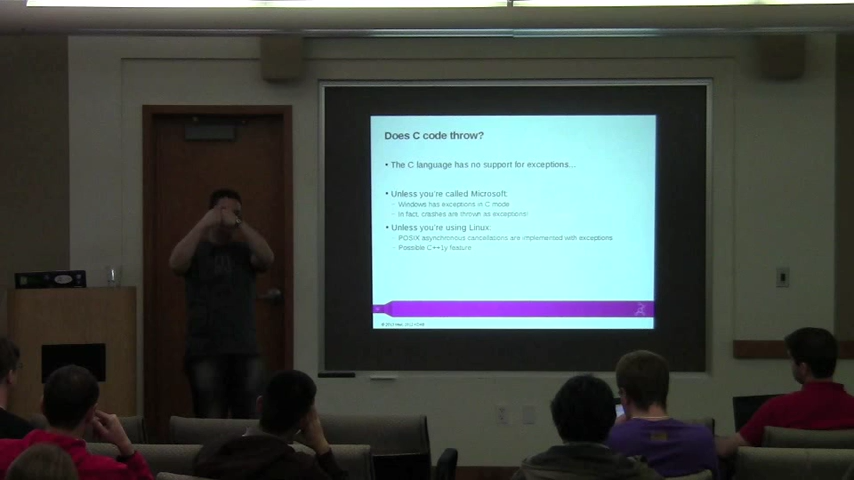 Does C code throw?
• The C language has no support for exceptions...
• Unless you're called Microsoft:
– Windows has exceptions in C mode
– In fact, crashes are thrown as exceptions!
• Unless you're using Linux:
– POSIX asynchronous cancellations are implemented with exceptions
– Possible C++1y feature